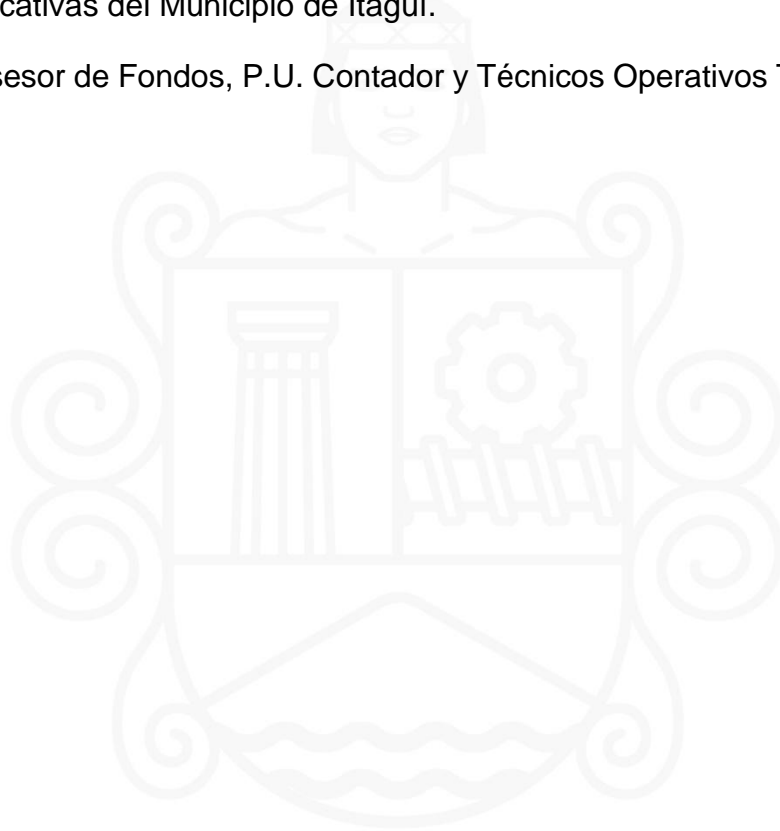 cativas del Municipio de Itagüí.
sesor de Fondos, P.U. Contador y Técnicos Operativos